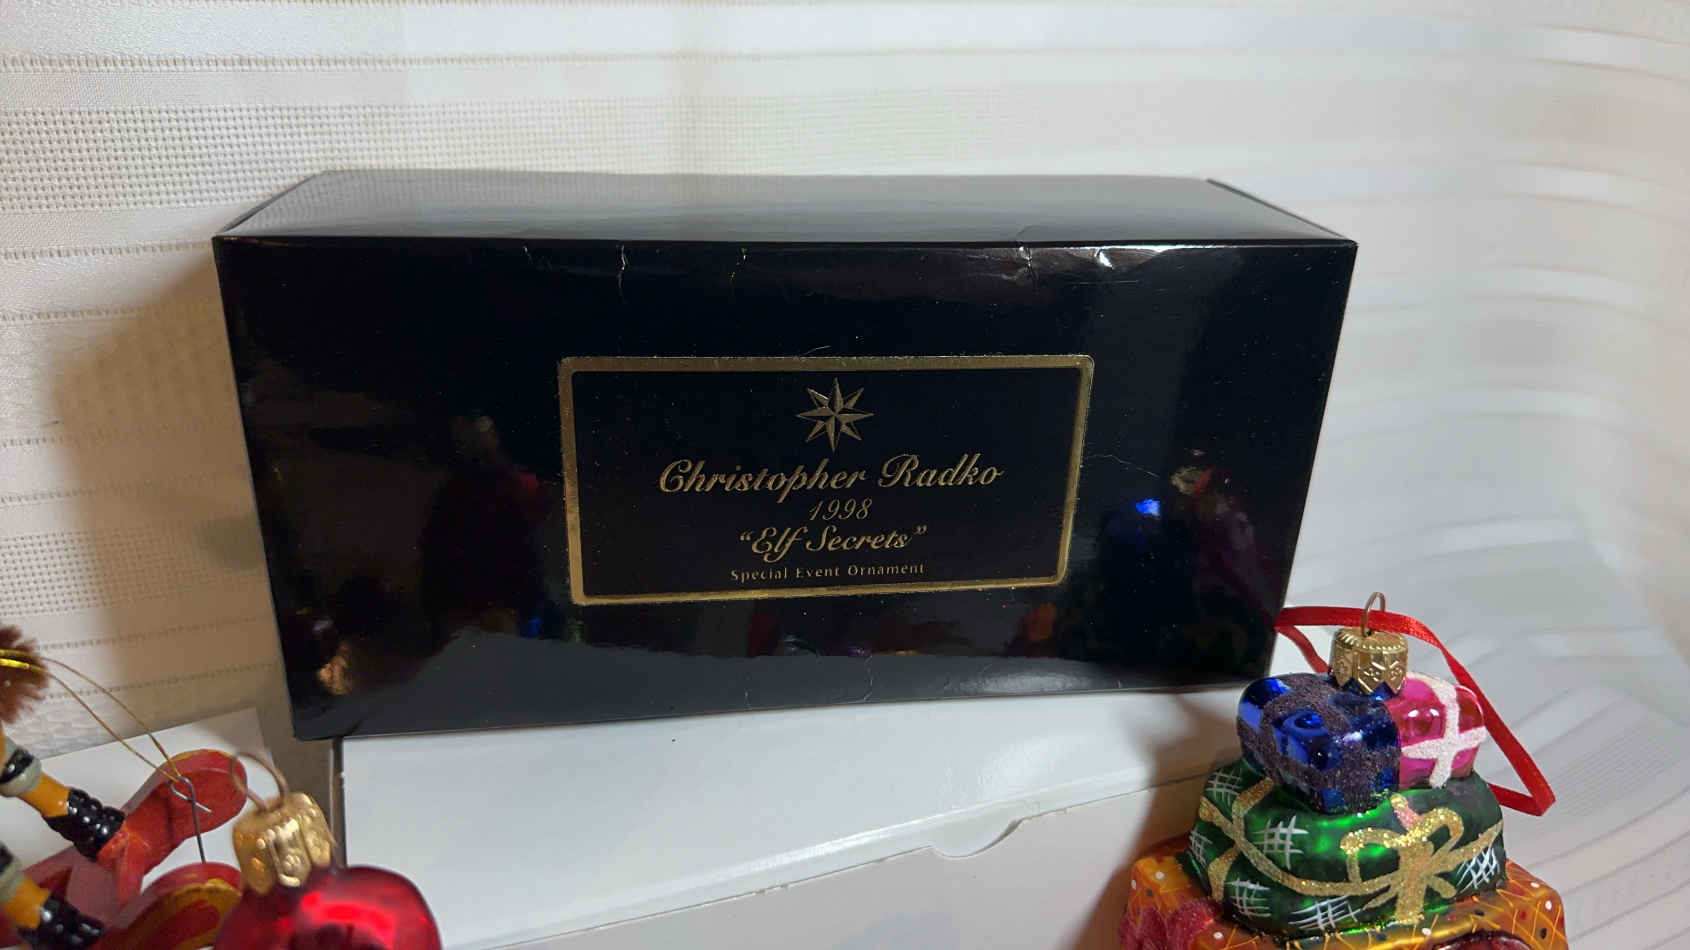 Christopher Radko
1998
“Elf Secrets”
Special Event Ornament